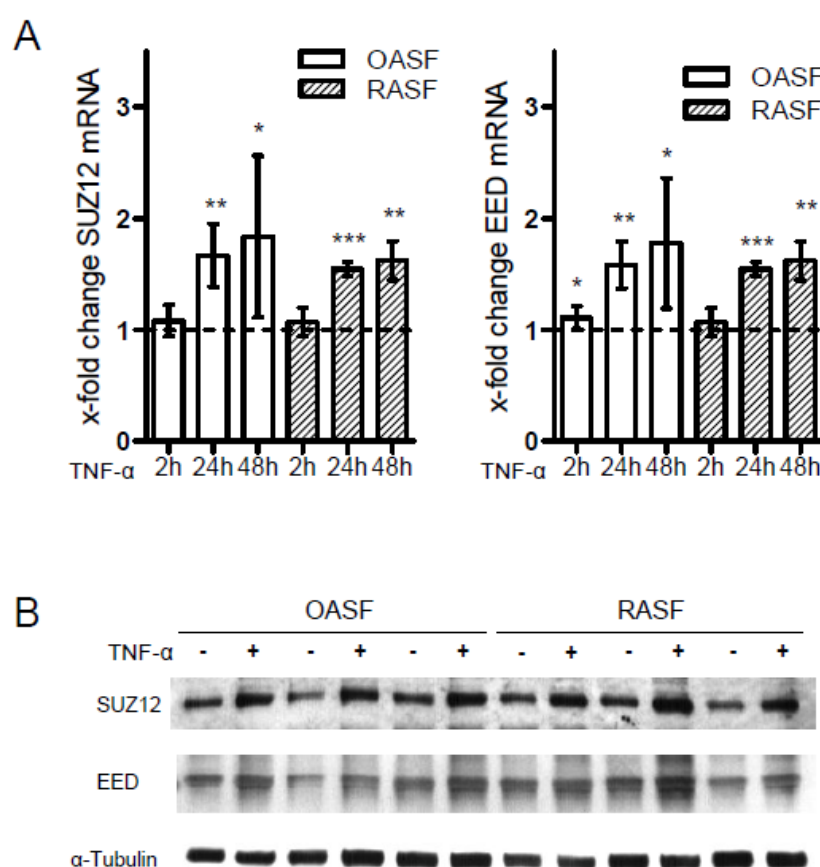 A
x-fold change SUZ12 mRNA
3
2
1
0
OASF
RASF
*
**
***
**
TNF-α 2h 24h 48h 2h 24h 48h
x-fold change EED mRNA
3
2
1
0
OASF
RASF
*
**
*
***
**
TNF-α 2h 24h 48h 2h 24h 48h
B
OASF RASF
TNF-α - + - + - + - + - + - +
SUZ12
EED
α-Tubulin